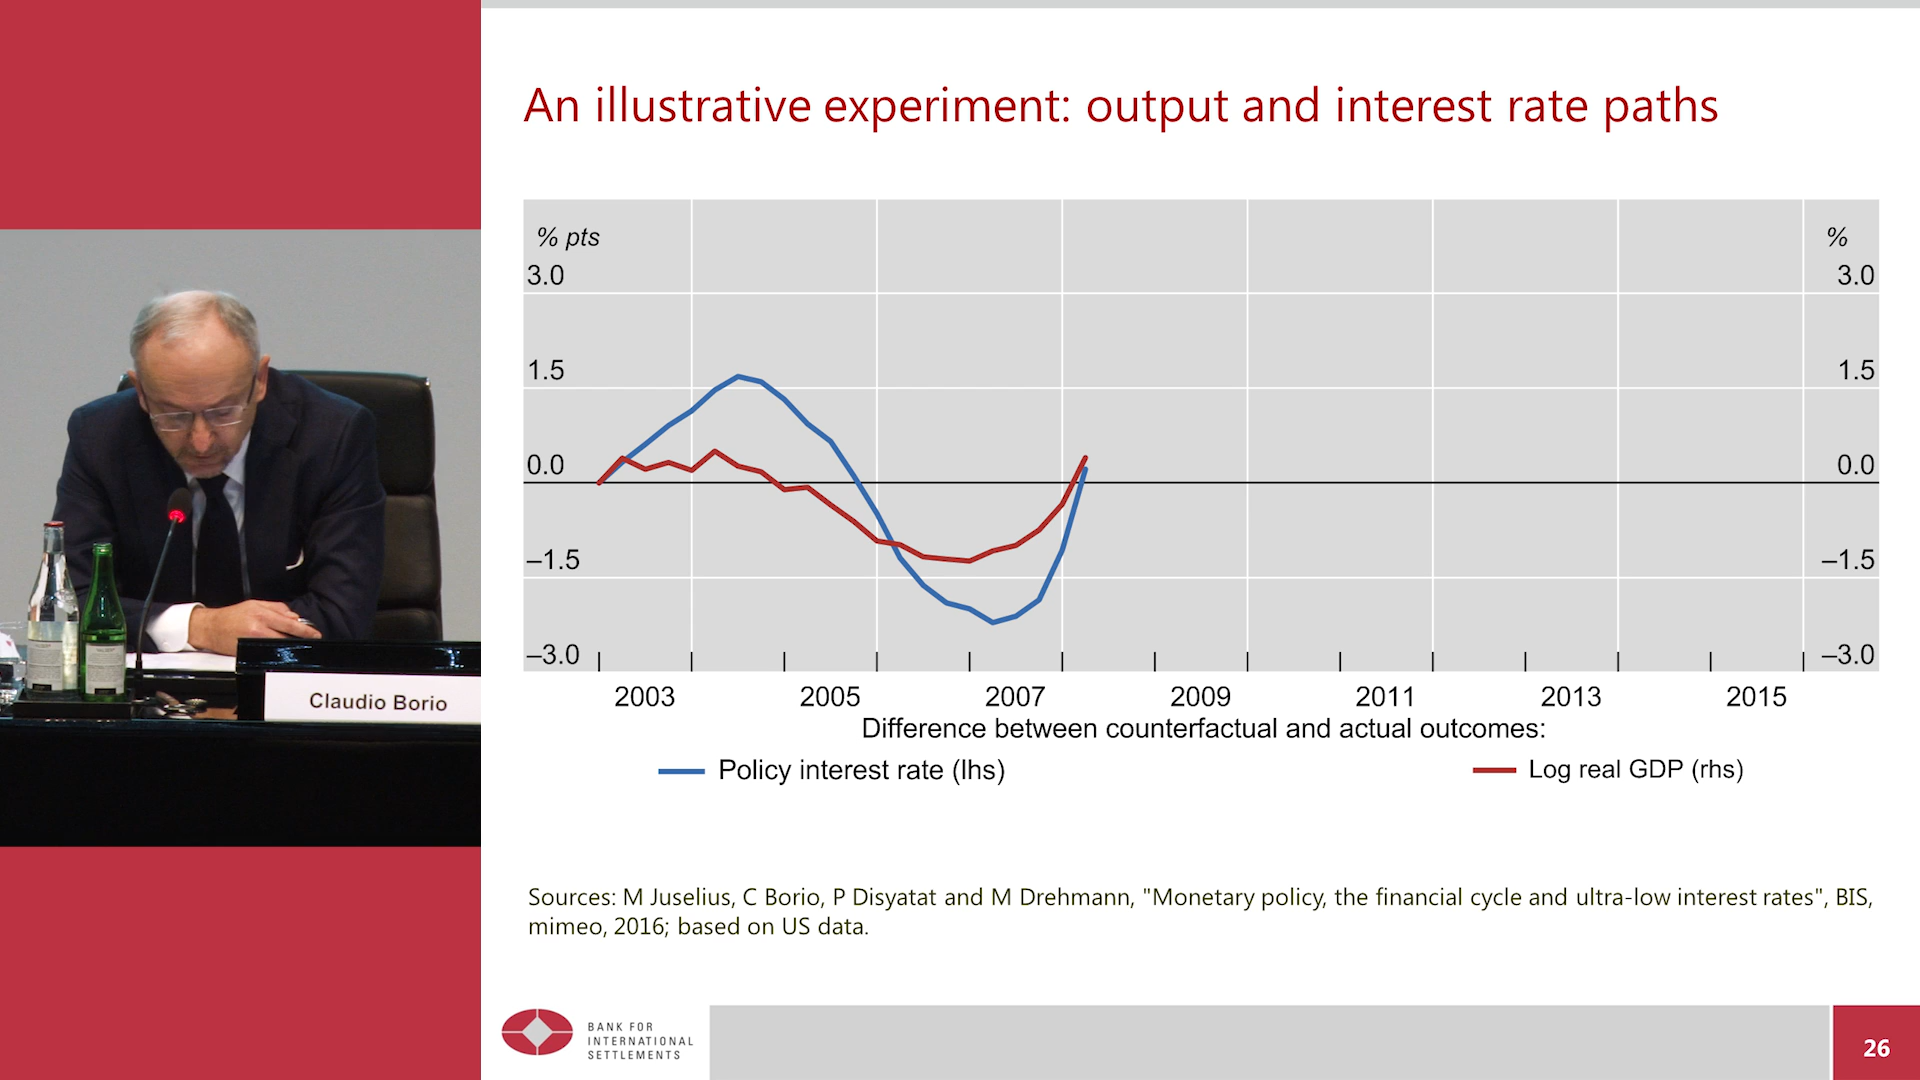 An illustrative experiment: output and interest rate paths
% pts
%
3.0
3.0
1.5
1.5
0.0
0.0
–1.5
–1.5
–3.0
–3.0
2003 2005 2007 2009 2011 2013 2015
Difference between counterfactual and actual outcomes:
Policy interest rate (lhs)
Log real GDP (rhs)
Claudio Borio
Sources: M Juselius, C Borio, P Disyatat and M Drehmann, "Monetary policy, the financial cycle and ultra-low interest rates", BIS,
mimeo, 2016; based on US data.
BANK FOR
INTERNATIONAL
SETTLEMENTS
26